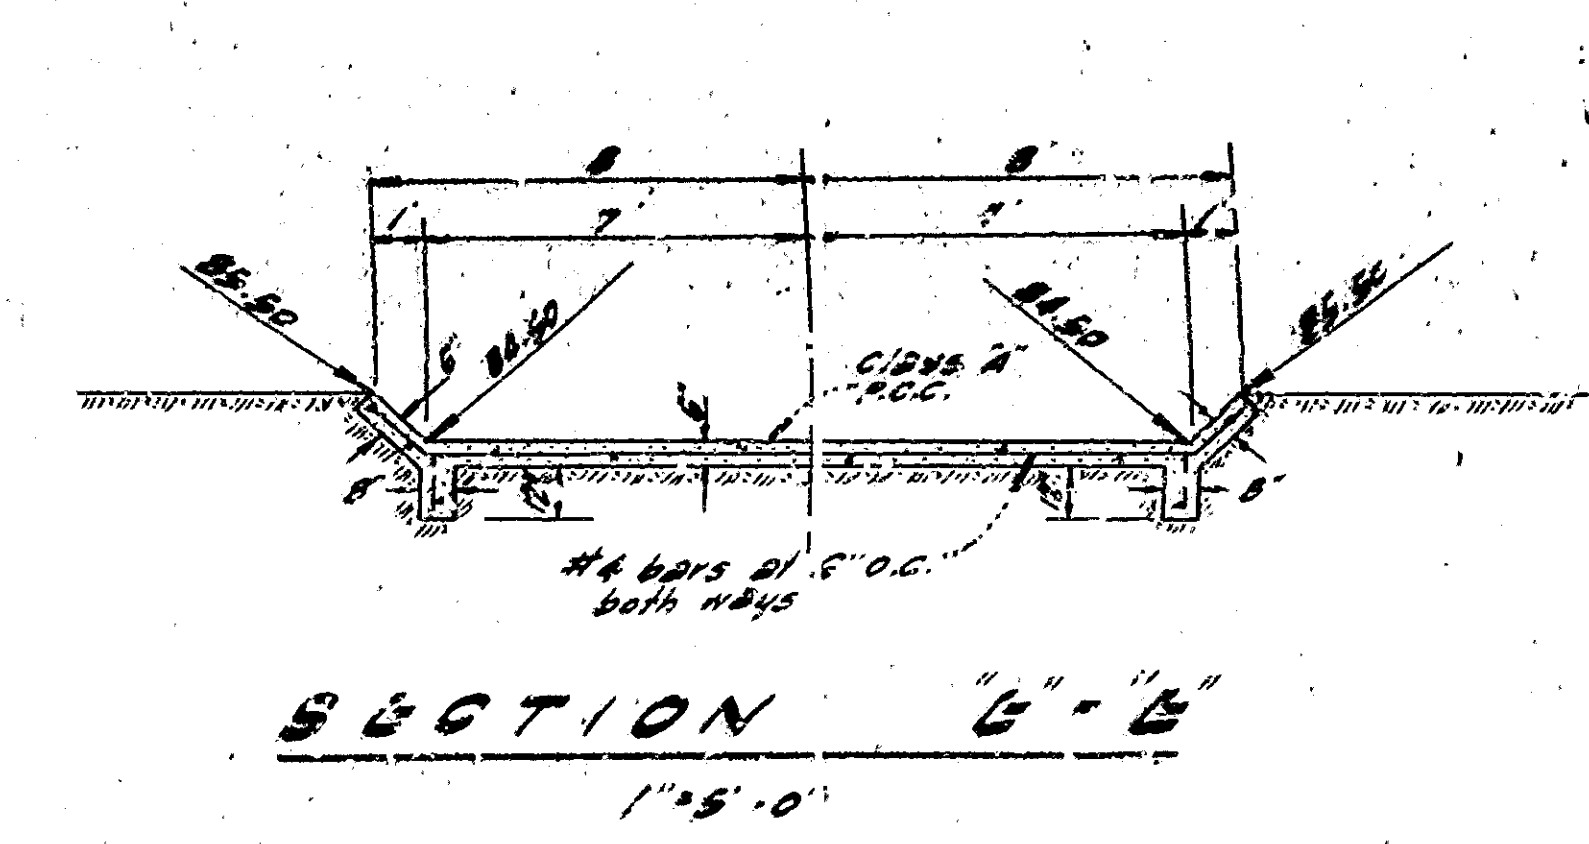 8' 8'
1' 7' 7' 1'
85.50 84.50 84.50 85.50
6"
Class "A"
P.C.C.
8" 8"
#4 bars at 6" O.C.
both ways
SECTION "E"-"E"
1"=5'-0"